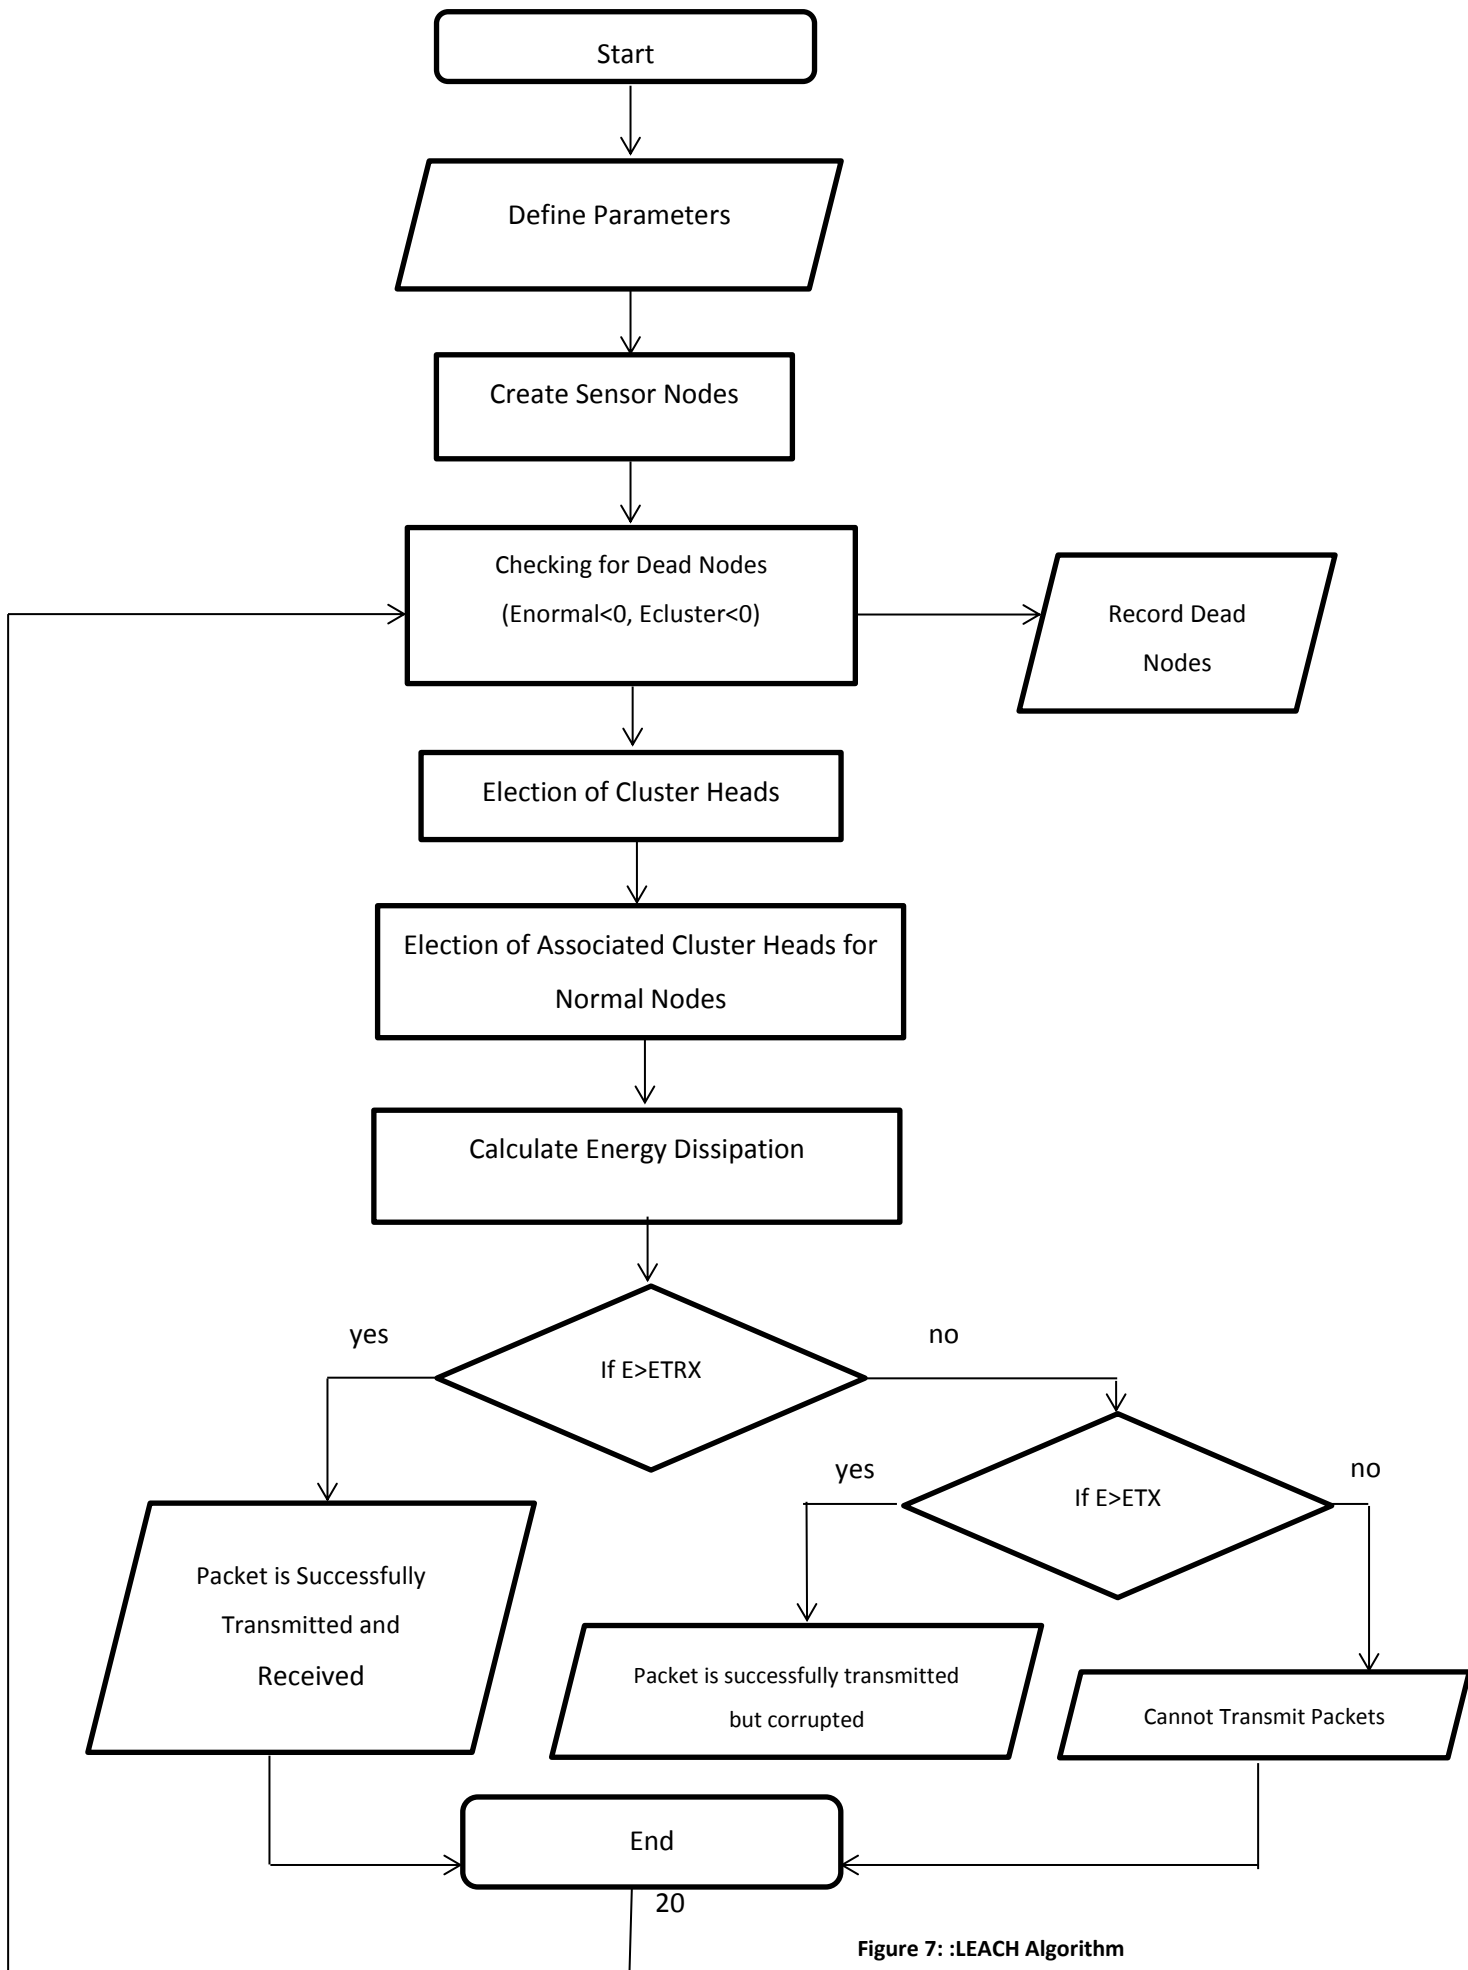 Start
Define Parameters
Create Sensor Nodes
Checking for Dead Nodes
(Enormal<0, Ecluster<0)
Record Dead
Nodes
Election of Cluster Heads
Election of Associated Cluster Heads for
Normal Nodes
Calculate Energy Dissipation
yes
no
If E>ETRX
yes
no
If E>ETX
Packet is Successfully
Transmitted and
Received
Packet is successfully transmitted
but corrupted
Cannot Transmit Packets
End
20
Figure 7: :LEACH Algorithm